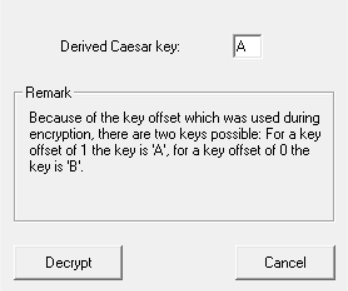 Derived Caesar key: A
Remark
Because of the key offset which was used during
encryption, there are two keys possible: For a key
offset of 1 the key is 'A', for a key offset of 0 the
key is 'B'.
Decrypt Cancel